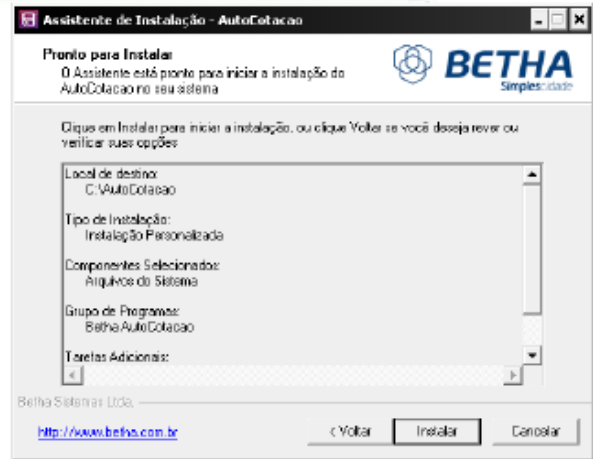 Assistente de Instalação - AutoCotacao
Pronto para Instalar
O Assistente está pronto para iniciar a instalação do
AutoCotacao no seu sistema
BETHA
Simplescidade
Clique em Instalar para iniciar a instalação, ou clique Voltar se você deseja rever ou
verificar suas opções
Local de destino:
C:\AutoCotacao
Tipo de Instalação:
Instalação Personalizada
Componentes Selecionados:
Arquivos do Sistema
Grupo de Programas:
Betha AutoCotacao
Tarefas Adicionais:
Betha Sistemas Ltda.
http://www.betha.com.br
< Voltar
Instalar
Cancelar